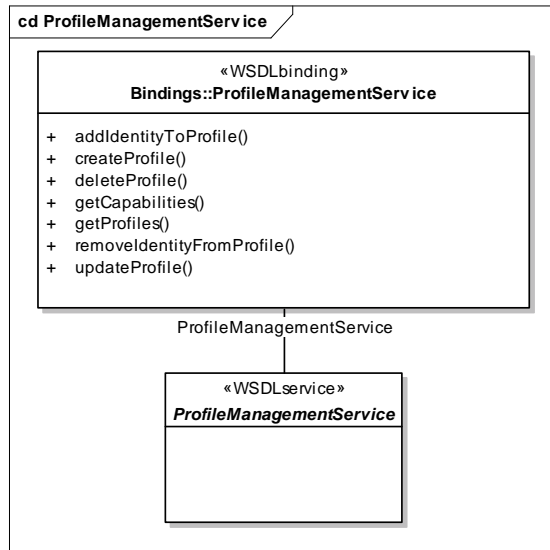 cd ProfileManagementService
«WSDLbinding»
Bindings::ProfileManagementService
+ addIdentityToProfile()
+ createProfile()
+ deleteProfile()
+ getCapabilities()
+ getProfiles()
+ removeIdentityFromProfile()
+ updateProfile()
ProfileManagementService
«WSDLservice»
ProfileManagementService